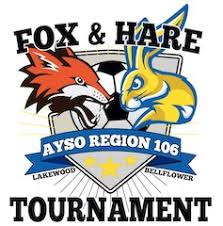 FOX & HARE
AYSO REGION 106
LAKEWOOD BELLFLOWER
TOURNAMENT